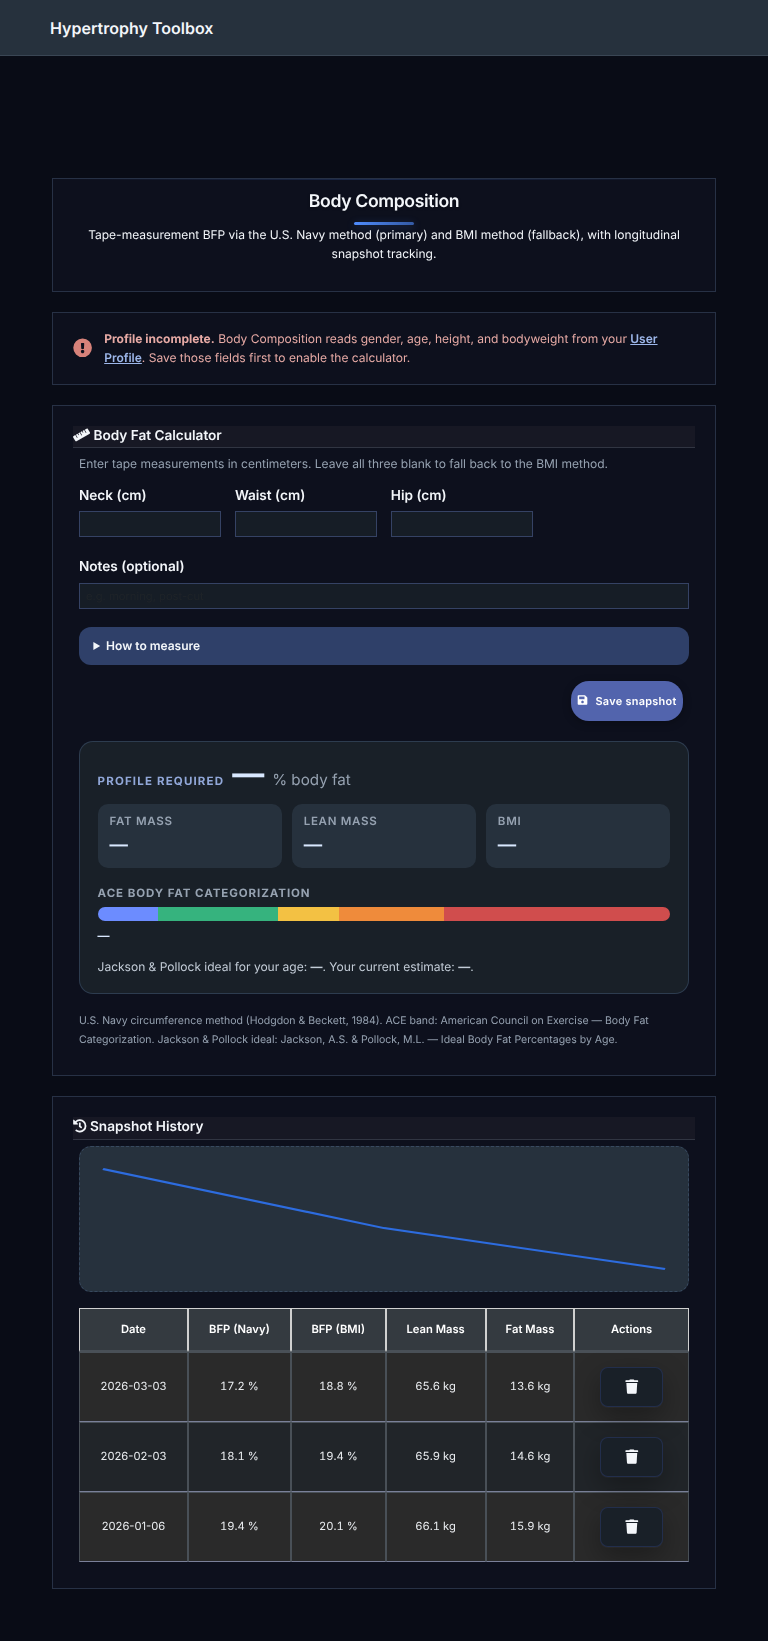 Hypertrophy Toolbox
Body Composition
Tape-measurement BFP via the U.S. Navy method (primary) and BMI method (fallback), with longitudinal
snapshot tracking.
Profile incomplete. Body Composition reads gender, age, height, and bodyweight from your User
Profile. Save those fields first to enable the calculator.
Body Fat Calculator
Enter tape measurements in centimeters. Leave all three blank to fall back to the BMI method.
Neck (cm) Waist (cm) Hip (cm)
Notes (optional)
How to measure
Save snapshot
PROFILE REQUIRED — % body fat
FAT MASS LEAN MASS BMI
— — —
ACE BODY FAT CATEGORIZATION
—
Jackson & Pollock ideal for your age: —. Your current estimate: —.
U.S. Navy circumference method (Hodgdon & Beckett, 1984). ACE band: American Council on Exercise — Body Fat
Categorization. Jackson & Pollock ideal: Jackson, A.S. & Pollock, M.L. — Ideal Body Fat Percentages by Age.
Snapshot History
Date BFP (Navy) BFP (BMI) Lean Mass Fat Mass Actions
2026-03-03 17.2 % 18.8 % 65.6 kg 13.6 kg
2026-02-03 18.1 % 19.4 % 65.9 kg 14.6 kg
2026-01-06 19.4 % 20.1 % 66.1 kg 15.9 kg